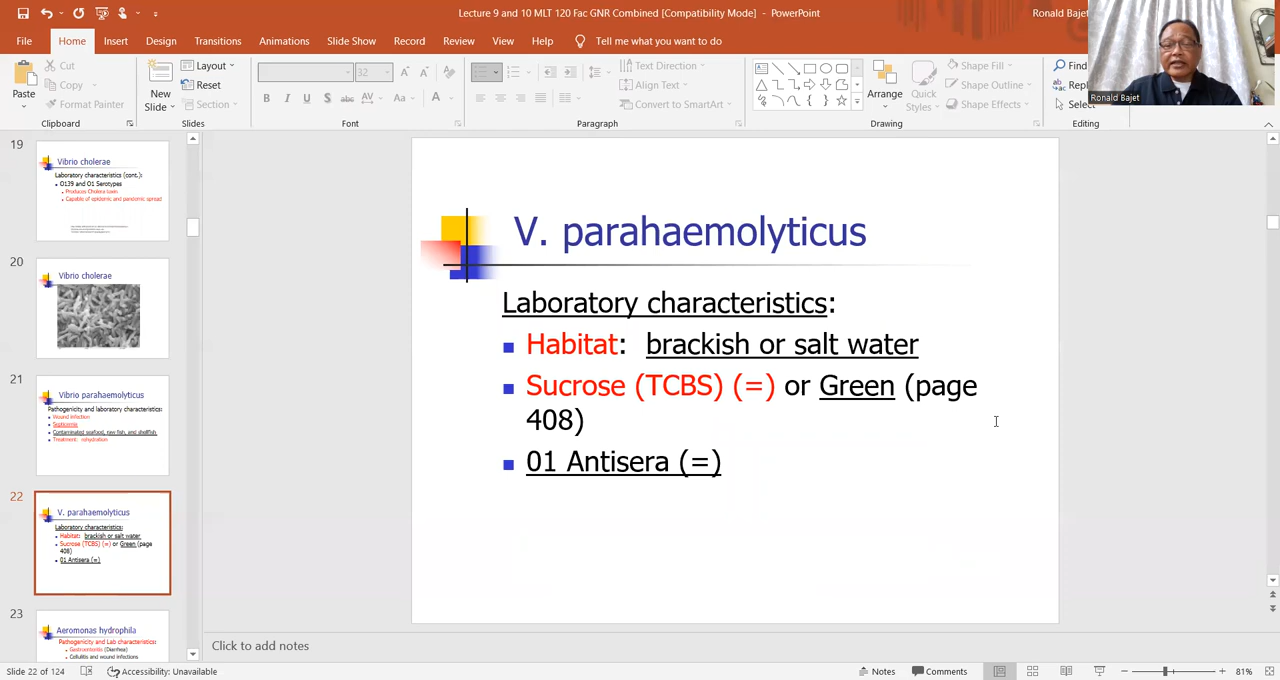 Lecture 9 and 10 MLT 120 Fac GNR Combined [Compatibility Mode] - PowerPoint
Ronald Bajet
File Home Insert Design Transitions Animations Slide Show Record Review View Help Tell me what you want to do
Paste
Cut
Copy
Format Painter
Clipboard
New
Slide
Layout
Reset
Section
Slides
32
B I U S abc AV Aa A
Font
Text Direction
Align Text
Convert to SmartArt
Paragraph
Arrange
Quick
Styles
Shape Fill
Shape Outline
Shape Effects
Drawing
Find
Editing
Ronald Bajet
19
Vibrio cholerae
Laboratory characteristics (cont.):
O139 and O1 Serotypes
Produces Cholera toxin
Capable of epidemic and pandemic spread
20
Vibrio cholerae
21
Vibrio parahaemolyticus
Pathogenicity and laboratory characteristics:
Wound infection
Septicemia
Contaminated seafood, raw fish, and shellfish
Treatment: rehydration
22
V. parahaemolyticus
Laboratory characteristics:
Habitat: brackish or salt water
Sucrose (TCBS) (=) or Green (page
408)
01 Antisera (=)
23
Aeromonas hydrophila
Pathogenicity and Lab characteristics:
Gastroenteritis (Diarrhea)
Cellulitis and wound infections
V. parahaemolyticus
Laboratory characteristics:
Habitat: brackish or salt water
Sucrose (TCBS) (=) or Green (page
408)
01 Antisera (=)
Click to add notes
Slide 22 of 124 Accessibility: Unavailable
Notes Comments 81%